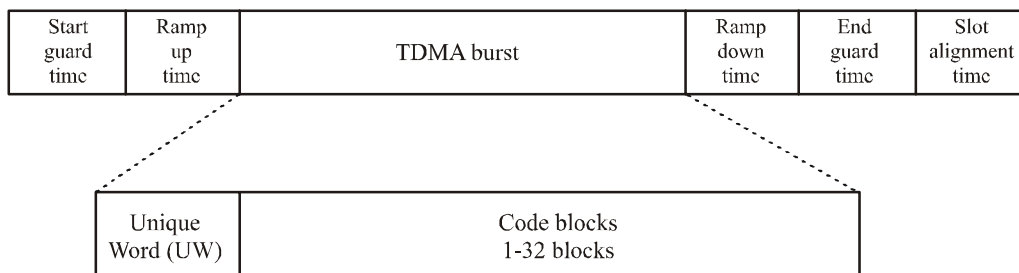 Start
guard
time
Ramp
up
time
TDMA burst
Ramp
down
time
End
guard
time
Slot
alignment
time
Unique
Word (UW)
Code blocks
1-32 blocks